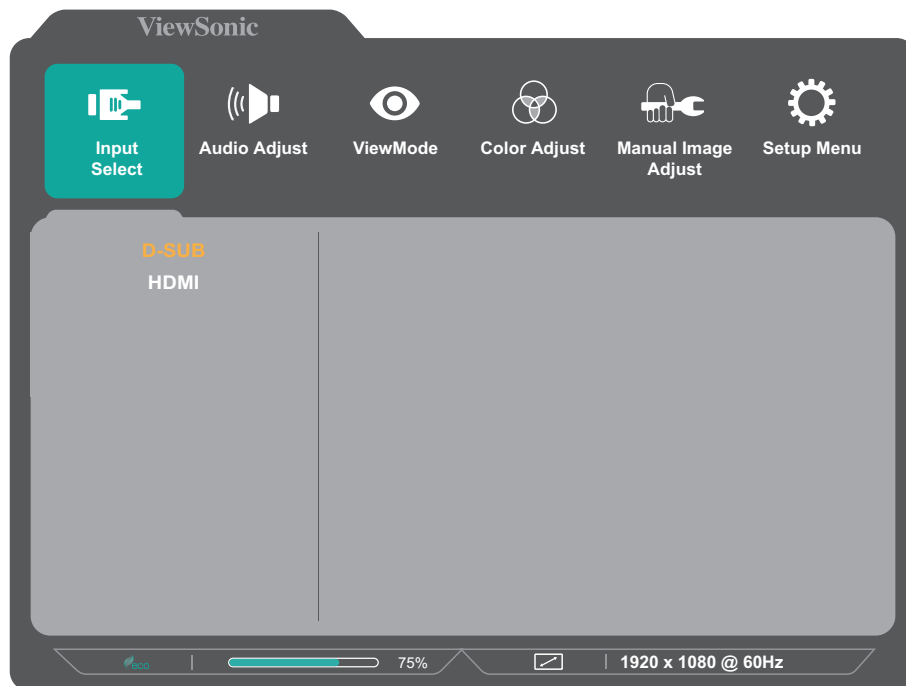 ViewSonic
Input
Select
Audio Adjust
ViewMode
Color Adjust
Manual Image
Adjust
Setup Menu
D-SUB
HDMI
ECO
75%
1920 x 1080 @ 60Hz